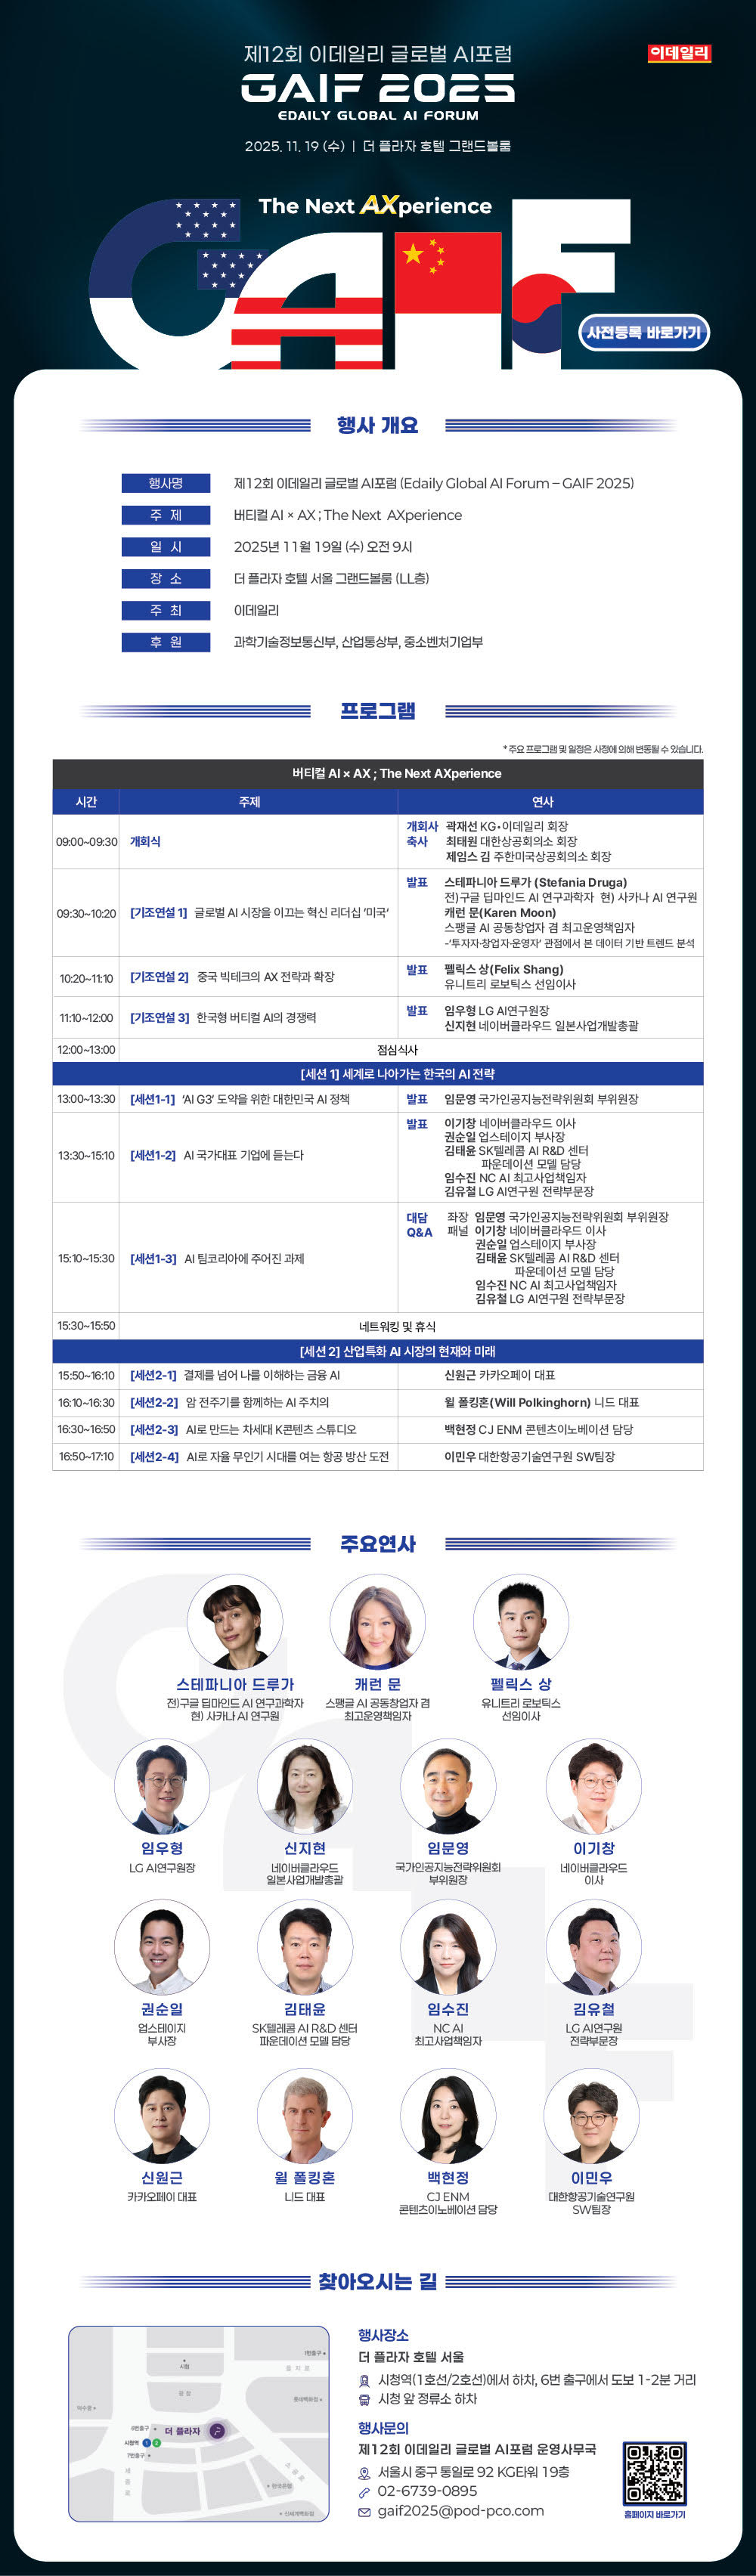 제12회 이데일리 글로벌 AI포럼
이데일리
GAIF 2025
EDAILY GLOBAL AI FORUM
2025. 11. 19 (수) | 더 플라자 호텔 그랜드볼룸
The Next AXperience
GAIF
사전등록 바로가기
행사 개요
행사명 제12회 이데일리 글로벌 AI포럼 (Edaily Global AI Forum – GAIF 2025)
주 제 버티컬 AI × AX ; The Next AXperience
일 시 2025년 11월 19일 (수) 오전 9시
장 소 더 플라자 호텔 서울 그랜드볼룸 (LL층)
주 최 이데일리
후 원 과학기술정보통신부, 산업통상부, 중소벤처기업부
프로그램
* 주요 프로그램 및 일정은 사정에 의해 변동될 수 있습니다.
버티컬 AI × AX ; The Next AXperience
시간 주제 연사
09:00~09:30 개회식
개회사 곽재선 KG•이데일리 회장
축사 최태원 대한상공회의소 회장
제임스 김 주한미국상공회의소 회장
09:30~10:20 [기조연설 1] 글로벌 AI 시장을 이끄는 혁신 리더십 '미국'
발표 스테파니아 드루가 (Stefania Druga)
전)구글 딥마인드 AI 연구과학자 현) 사카나 AI 연구원
캐런 문(Karen Moon)
스팽글 AI 공동창업자 겸 최고운영책임자
-'투자자·창업자·운영자' 관점에서 본 데이터 기반 트렌드 분석
10:20~11:10 [기조연설 2] 중국 빅테크의 AX 전략과 확장
발표 펠릭스 상(Felix Shang)
유니트리 로보틱스 선임이사
11:10~12:00 [기조연설 3] 한국형 버티컬 AI의 경쟁력
발표 임우형 LG AI연구원장
신지현 네이버클라우드 일본사업개발총괄
12:00~13:00 점심식사
[세션 1] 세계로 나아가는 한국의 AI 전략
13:00~13:30 [세션1-1] 'AI G3' 도약을 위한 대한민국 AI 정책 발표 임문영 국가인공지능전략위원회 부위원장
13:30~15:10 [세션1-2] AI 국가대표 기업에 듣는다
발표 이기창 네이버클라우드 이사
권순일 업스테이지 부사장
김태윤 SK텔레콤 AI R&D 센터
파운데이션 모델 담당
임수진 NC AI 최고사업책임자
김유철 LG AI연구원 전략부문장
15:10~15:30 [세션1-3] AI 팀코리아에 주어진 과제
대담 좌장 임문영 국가인공지능전략위원회 부위원장
Q&A 패널 이기창 네이버클라우드 이사
권순일 업스테이지 부사장
김태윤 SK텔레콤 AI R&D 센터
파운데이션 모델 담당
임수진 NC AI 최고사업책임자
김유철 LG AI연구원 전략부문장
15:30~15:50 네트워킹 및 휴식
[세션 2] 산업특화 AI 시장의 현재와 미래
15:50~16:10 [세션2-1] 결제를 넘어 나를 이해하는 금융 AI 신원근 카카오페이 대표
16:10~16:30 [세션2-2] 암 전주기를 함께하는 AI 주치의 윌 폴킹혼(Will Polkinghorn) 니드 대표
16:30~16:50 [세션2-3] AI로 만드는 차세대 K콘텐츠 스튜디오 백현정 CJ ENM 콘텐츠이노베이션 담당
16:50~17:10 [세션2-4] AI로 자율 무인기 시대를 여는 항공 방산 도전 이민우 대한항공기술연구원 SW팀장
주요연사
스테파니아 드루가
전)구글 딥마인드 AI 연구과학자
현) 사카나 AI 연구원
캐런 문
스팽글 AI 공동창업자 겸
최고운영책임자
펠릭스 상
유니트리 로보틱스
선임이사
임우형
LG AI연구원장
신지현
네이버클라우드
일본사업개발총괄
임문영
국가인공지능전략위원회
부위원장
이기창
네이버클라우드
이사
권순일
업스테이지
부사장
김태윤
SK텔레콤 AI R&D 센터
파운데이션 모델 담당
임수진
NC AI
최고사업책임자
김유철
LG AI연구원
전략부문장
신원근
카카오페이 대표
윌 폴킹혼
니드 대표
백현정
CJ ENM
콘텐츠이노베이션 담당
이민우
대한항공기술연구원
SW팀장
찾아오시는 길
1번출구
시청
을지로
광장
덕수궁
롯데백화점
6번출구
더 플라자
시청역 1 2
7번출구
세종로
소공로
한국은행
신세계백화점
행사장소
더 플라자 호텔 서울
시청역(1호선/2호선)에서 하차, 6번 출구에서 도보 1-2분 거리
시청 앞 정류소 하차
행사문의
제12회 이데일리 글로벌 AI포럼 운영사무국
서울시 중구 통일로 92 KG타워 19층
02-6739-0895
gaif2025@pod-pco.com
홈페이지 바로가기